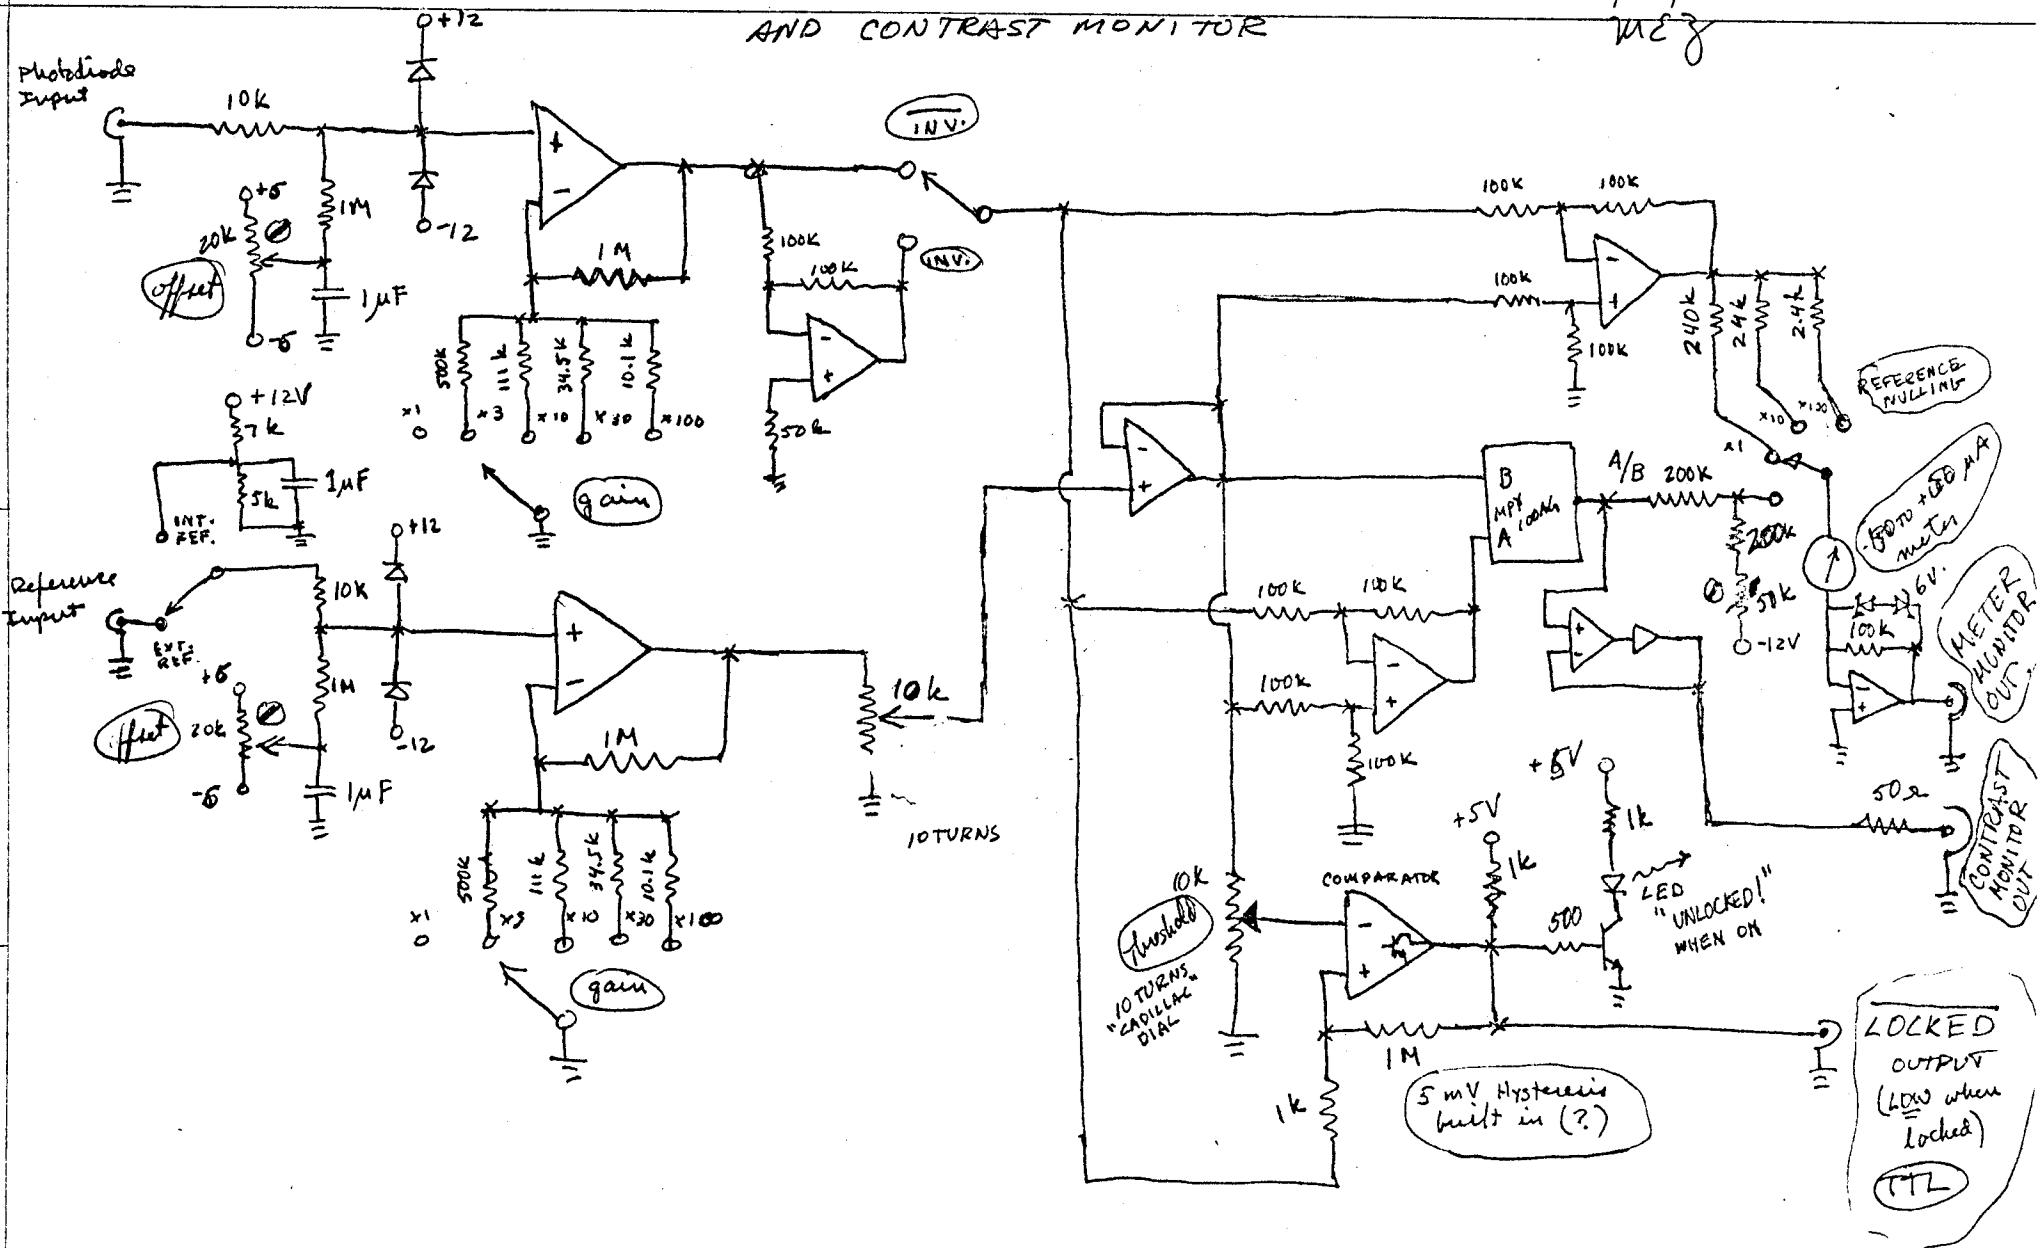 AND CONTRAST MONITOR
MEZ
+12
Photodiode
Input
10k
+
-
-12
+6
20k
offset
-6
1M
1µF
1M
500k
111k
34.5k
10.1k
x1
x3
x10
x30
x100
gain
INV.
100k
100k
INV.
-
+
50k
+12V
7k
5k
1µF
INT.
REF.
Reference
Input
EXT.
REF.
10k
+12
-12
+6
20k
offset
-6
1M
1µF
+
-
1M
500k
111k
34.5k
10.1k
x1
x3
x10
x30
x100
gain
10k
10 TURNS
100k
100k
100k
100k
-
+
240k
24k
2.4k
x1
x10
x100
REFERENCE
NULLING
-
+
B
MPY
100AG
A
A/B
200k
200k
50k
-12V
meter
6V.
100k
-
+
METER
MONITOR
OUT
100k
100k
100k
100k
-
+
+
-
50Ω
CONTRAST
MONITOR
OUT
10k
threshold
10 TURNS
"CADILLAC"
DIAL
COMPARATOR
-
+
+5V
1k
+5V
1k
500
LED
"UNLOCKED!"
WHEN ON
1M
1k
5 mV Hysteresis
built in (?)
LOCKED
OUTPUT
(LOW when
locked)
TTL